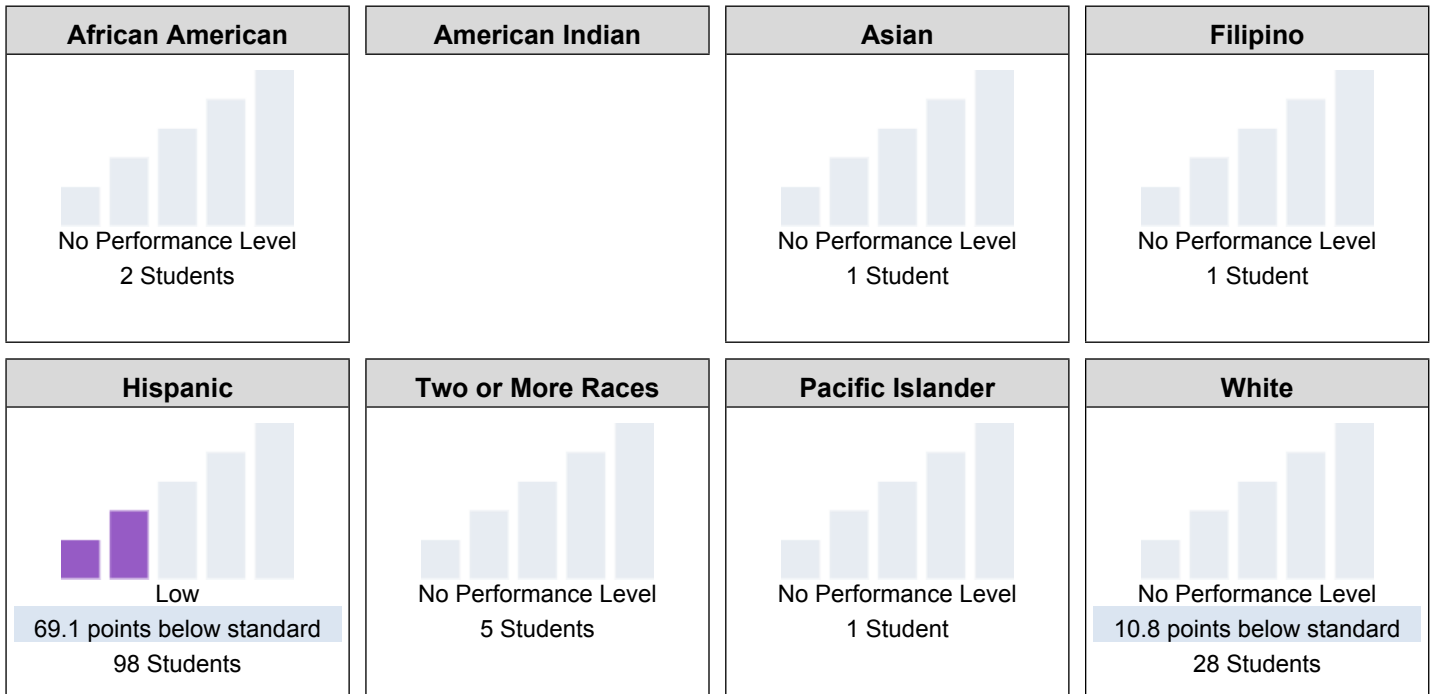 African American
No Performance Level
2 Students
American Indian
Asian
No Performance Level
1 Student
Filipino
No Performance Level
1 Student
Hispanic
Low
69.1 points below standard
98 Students
Two or More Races
No Performance Level
5 Students
Pacific Islander
No Performance Level
1 Student
White
No Performance Level
10.8 points below standard
28 Students